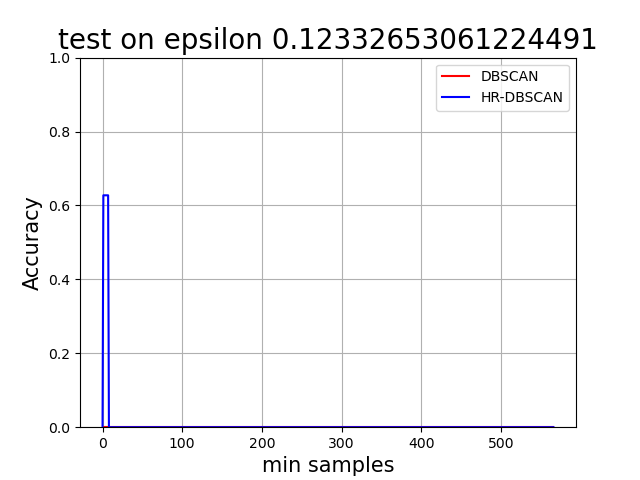 test on epsilon 0.12332653061224491
1.0
DBSCAN
HR-DBSCAN
0.8
0.6
0.4
0.2
0.0
Accuracy
0 100 200 300 400 500
min samples